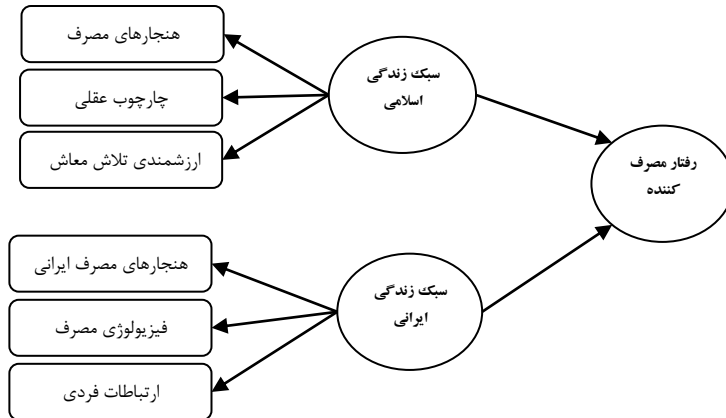 هنجارهای مصرف
چارچوب عقلی
ارزشمندی تلاش معاش
سبک زندگی
اسلامی
رفتار مصرف
کننده
هنجارهای مصرف ایرانی
فیزیولوژی مصرف
ارتباطات فردی
سبک زندگی
ایرانی